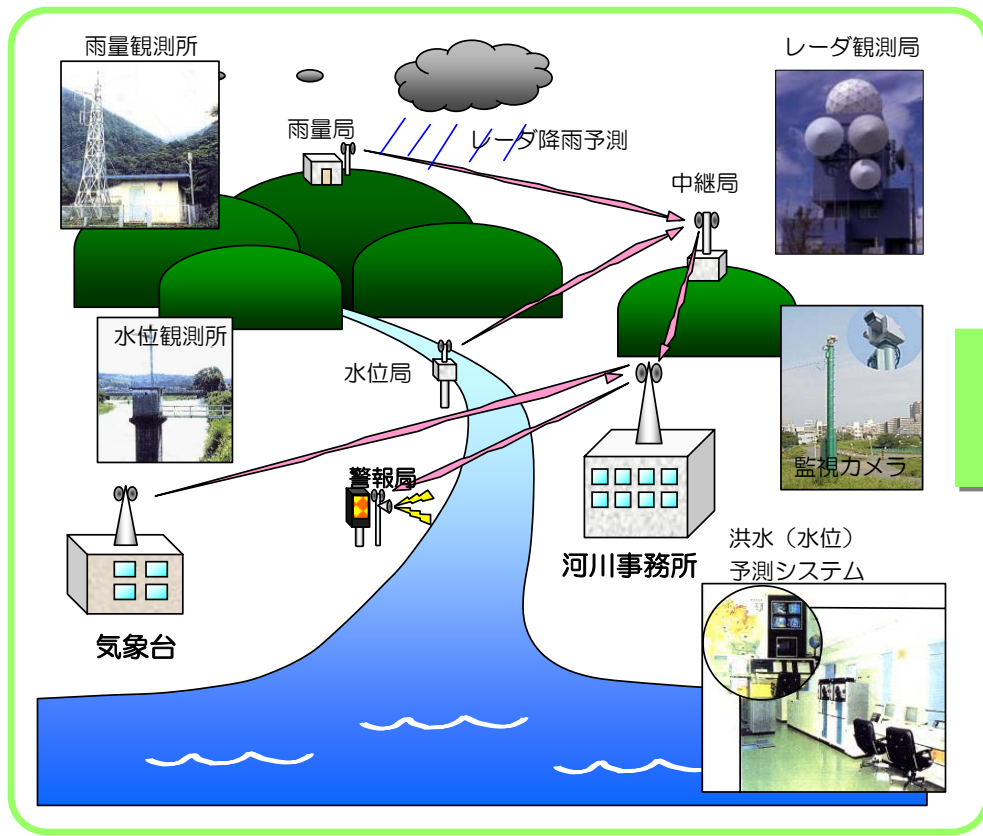 雨量観測所
レーダ観測局
雨量局
レーダ降雨予測
中継局
水位観測所
水位局
監視カメラ
警報局
河川事務所
洪水(水位)
予測システム
気象台